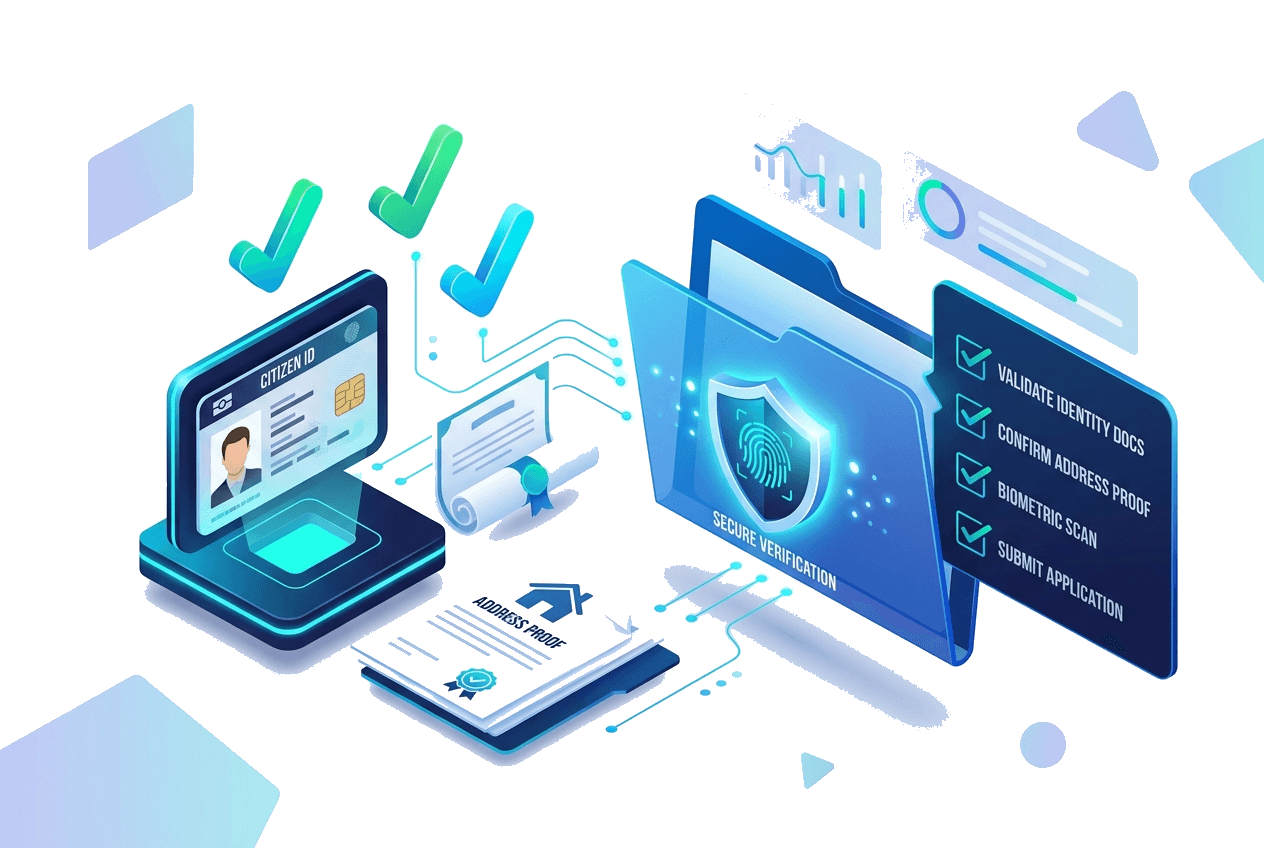 CITIZEN ID
ADDRESS PROOF
SECURE VERIFICATION
VALIDATE IDENTITY DOCS
CONFIRM ADDRESS PROOF
BIOMETRIC SCAN
SUBMIT APPLICATION